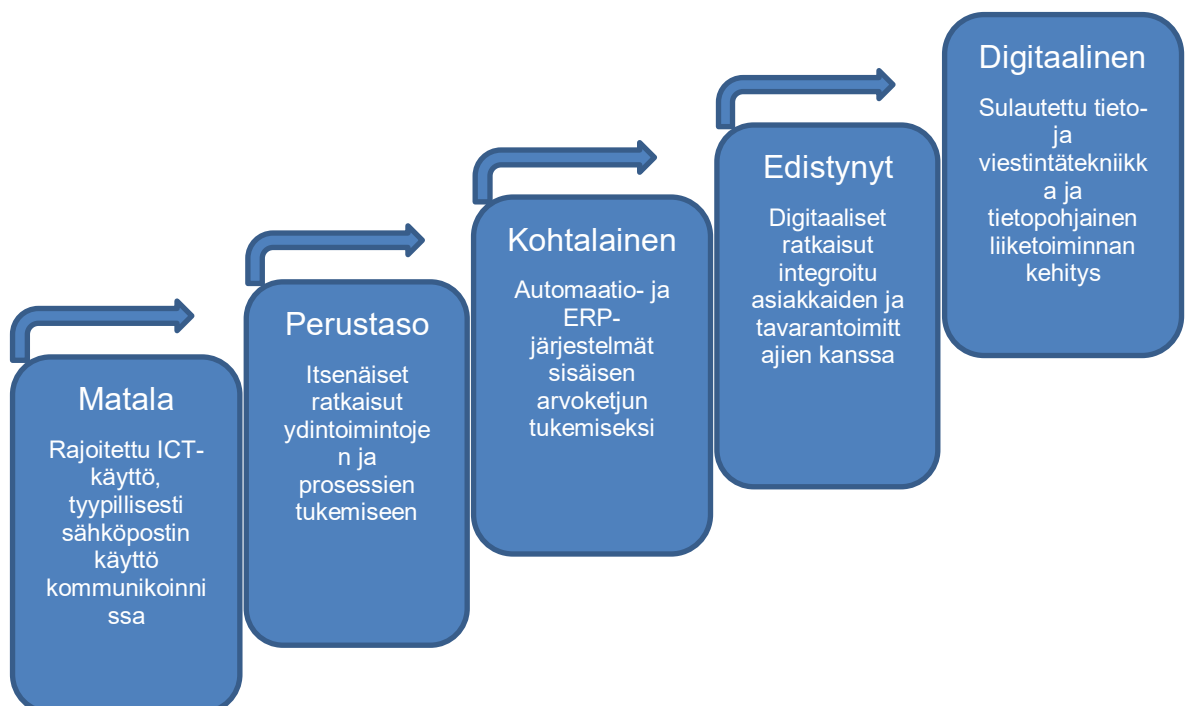 Matala
Rajoitettu ICT-
käyttö,
tyypillisesti
sähköpostin
käyttö
kommunikoinni
ssa
Perustaso
Itsenäiset
ratkaisut
ydintoimintoje
n ja
prosessien
tukemiseen
Kohtalainen
Automaatio- ja
ERP-
järjestelmät
sisäisen
arvoketjun
tukemiseksi
Edistynyt
Digitaaliset
ratkaisut
integroitu
asiakkaiden ja
tavarantoimitt
ajien kanssa
Digitaalinen
Sulautettu tieto-
ja
viestintätekniikk
a ja
tietopohjainen
liiketoiminnan
kehitys